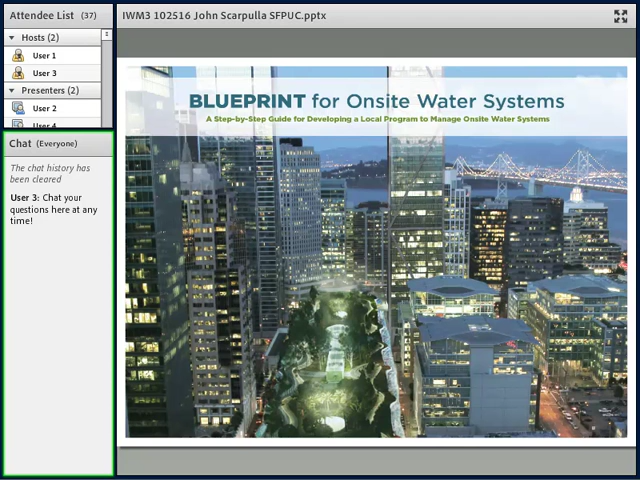 Attendee List (37)
Hosts (2)
User 1
User 3
Presenters (2)
User 2
User 4
Chat (Everyone)
The chat history has
been cleared
User 3: Chat your
questions here at any
time!
IWM3 102516 John Scarpulla SFPUC.pptx
BLUEPRINT for Onsite Water Systems
A Step-by-Step Guide for Developing a Local Program to Manage Onsite Water Systems